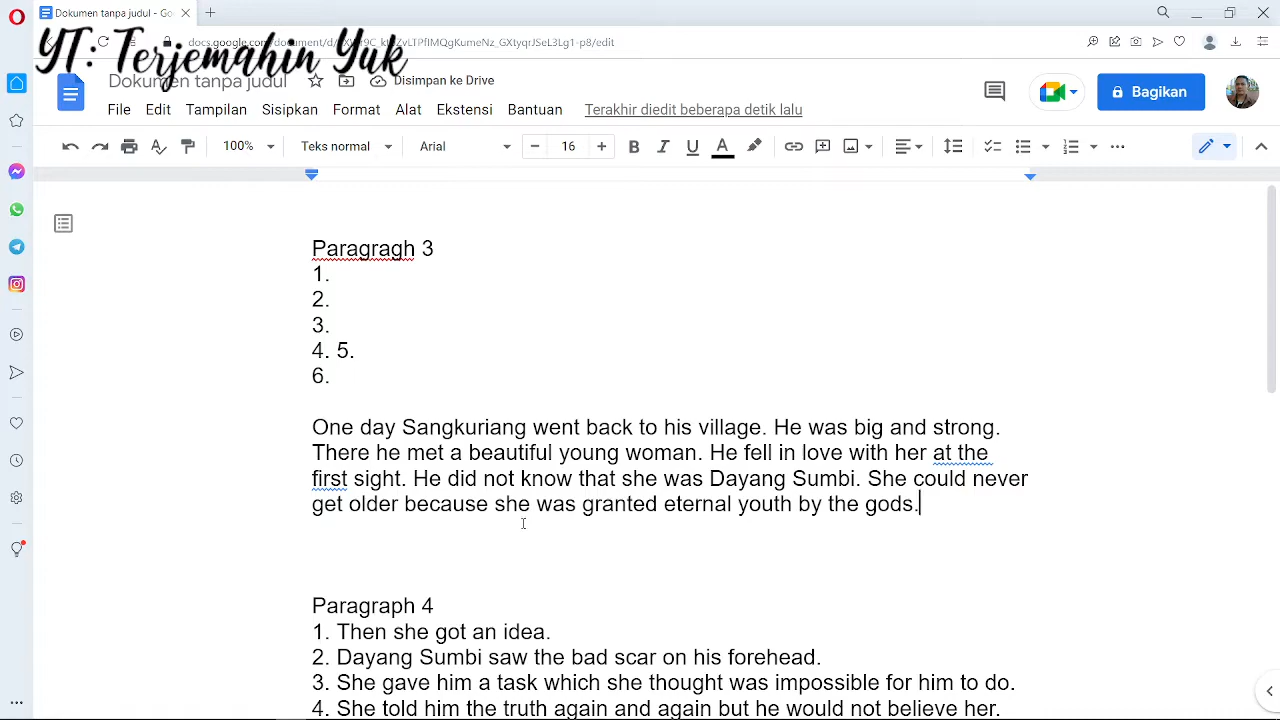 Dokumen tanpa judul - Go
YT: Terjemahin Yuk
Dokumen tanpa judul
Disimpan ke Drive
File Edit Tampilan Sisipkan Format Alat Ekstensi Bantuan Terakhir diedit beberapa detik lalu
Bagikan
100% Teks normal Arial 16
Paragragh 3
1.
2.
3.
4. 5.
6.
One day Sangkuriang went back to his village. He was big and strong.
There he met a beautiful young woman. He fell in love with her at the
first sight. He did not know that she was Dayang Sumbi. She could never
get older because she was granted eternal youth by the gods.
Paragraph 4
1. Then she got an idea.
2. Dayang Sumbi saw the bad scar on his forehead.
3. She gave him a task which she thought was impossible for him to do.
4. She told him the truth again and again but he would not believe her.